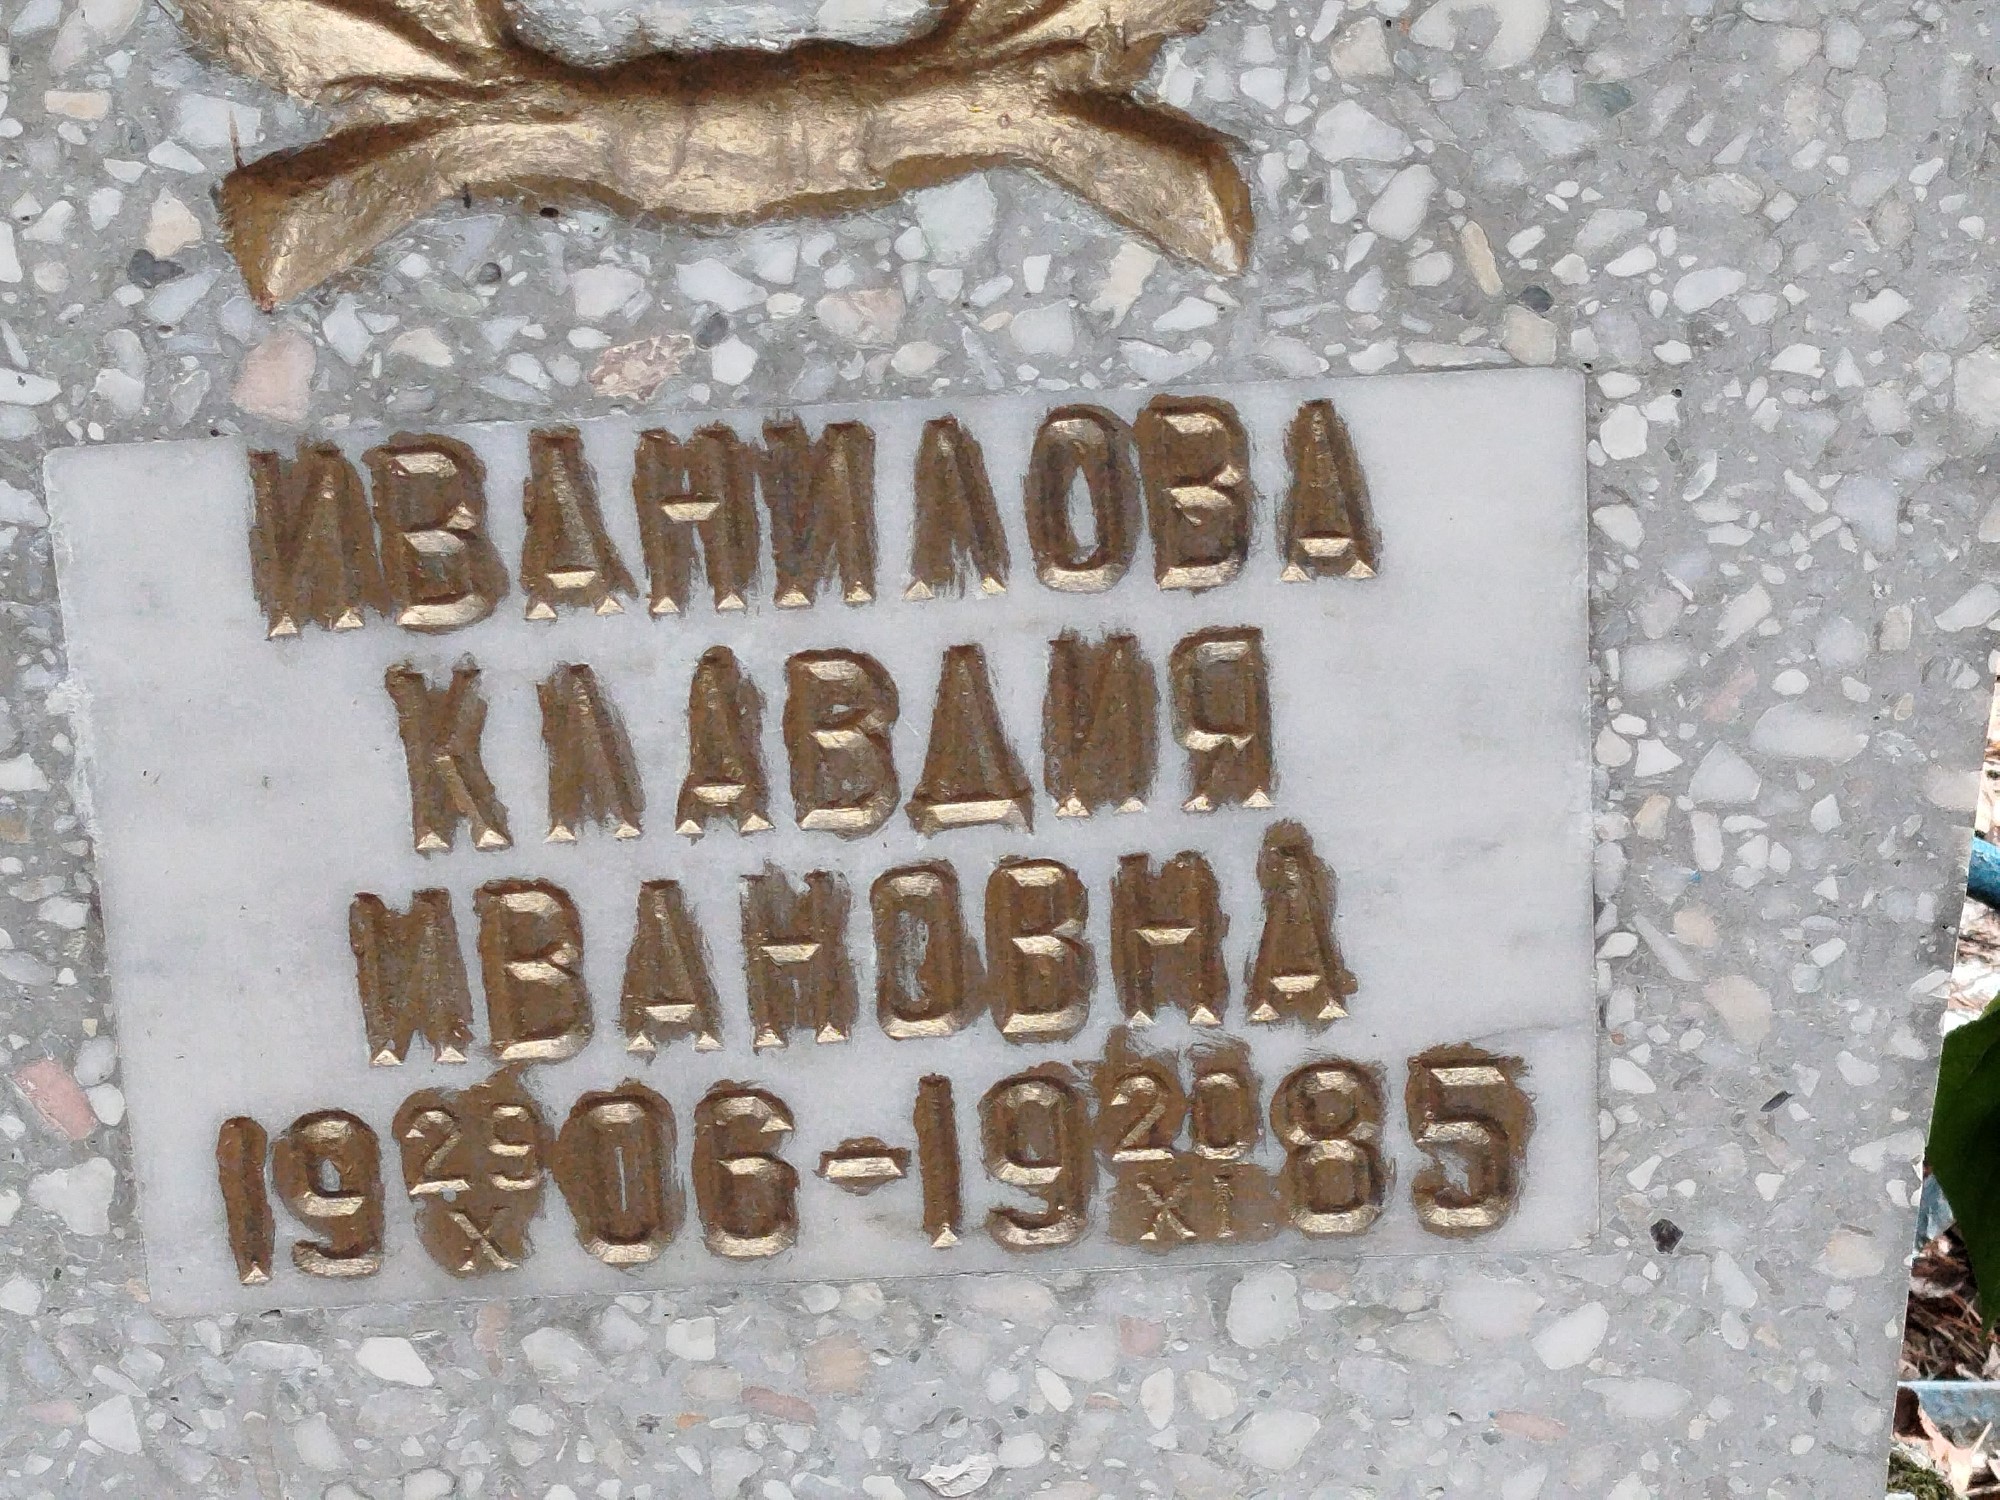 ИВАНИЛОВА
КЛАВДИЯ
ИВАНОВНА
19 29/X 06-19 20/XI 85